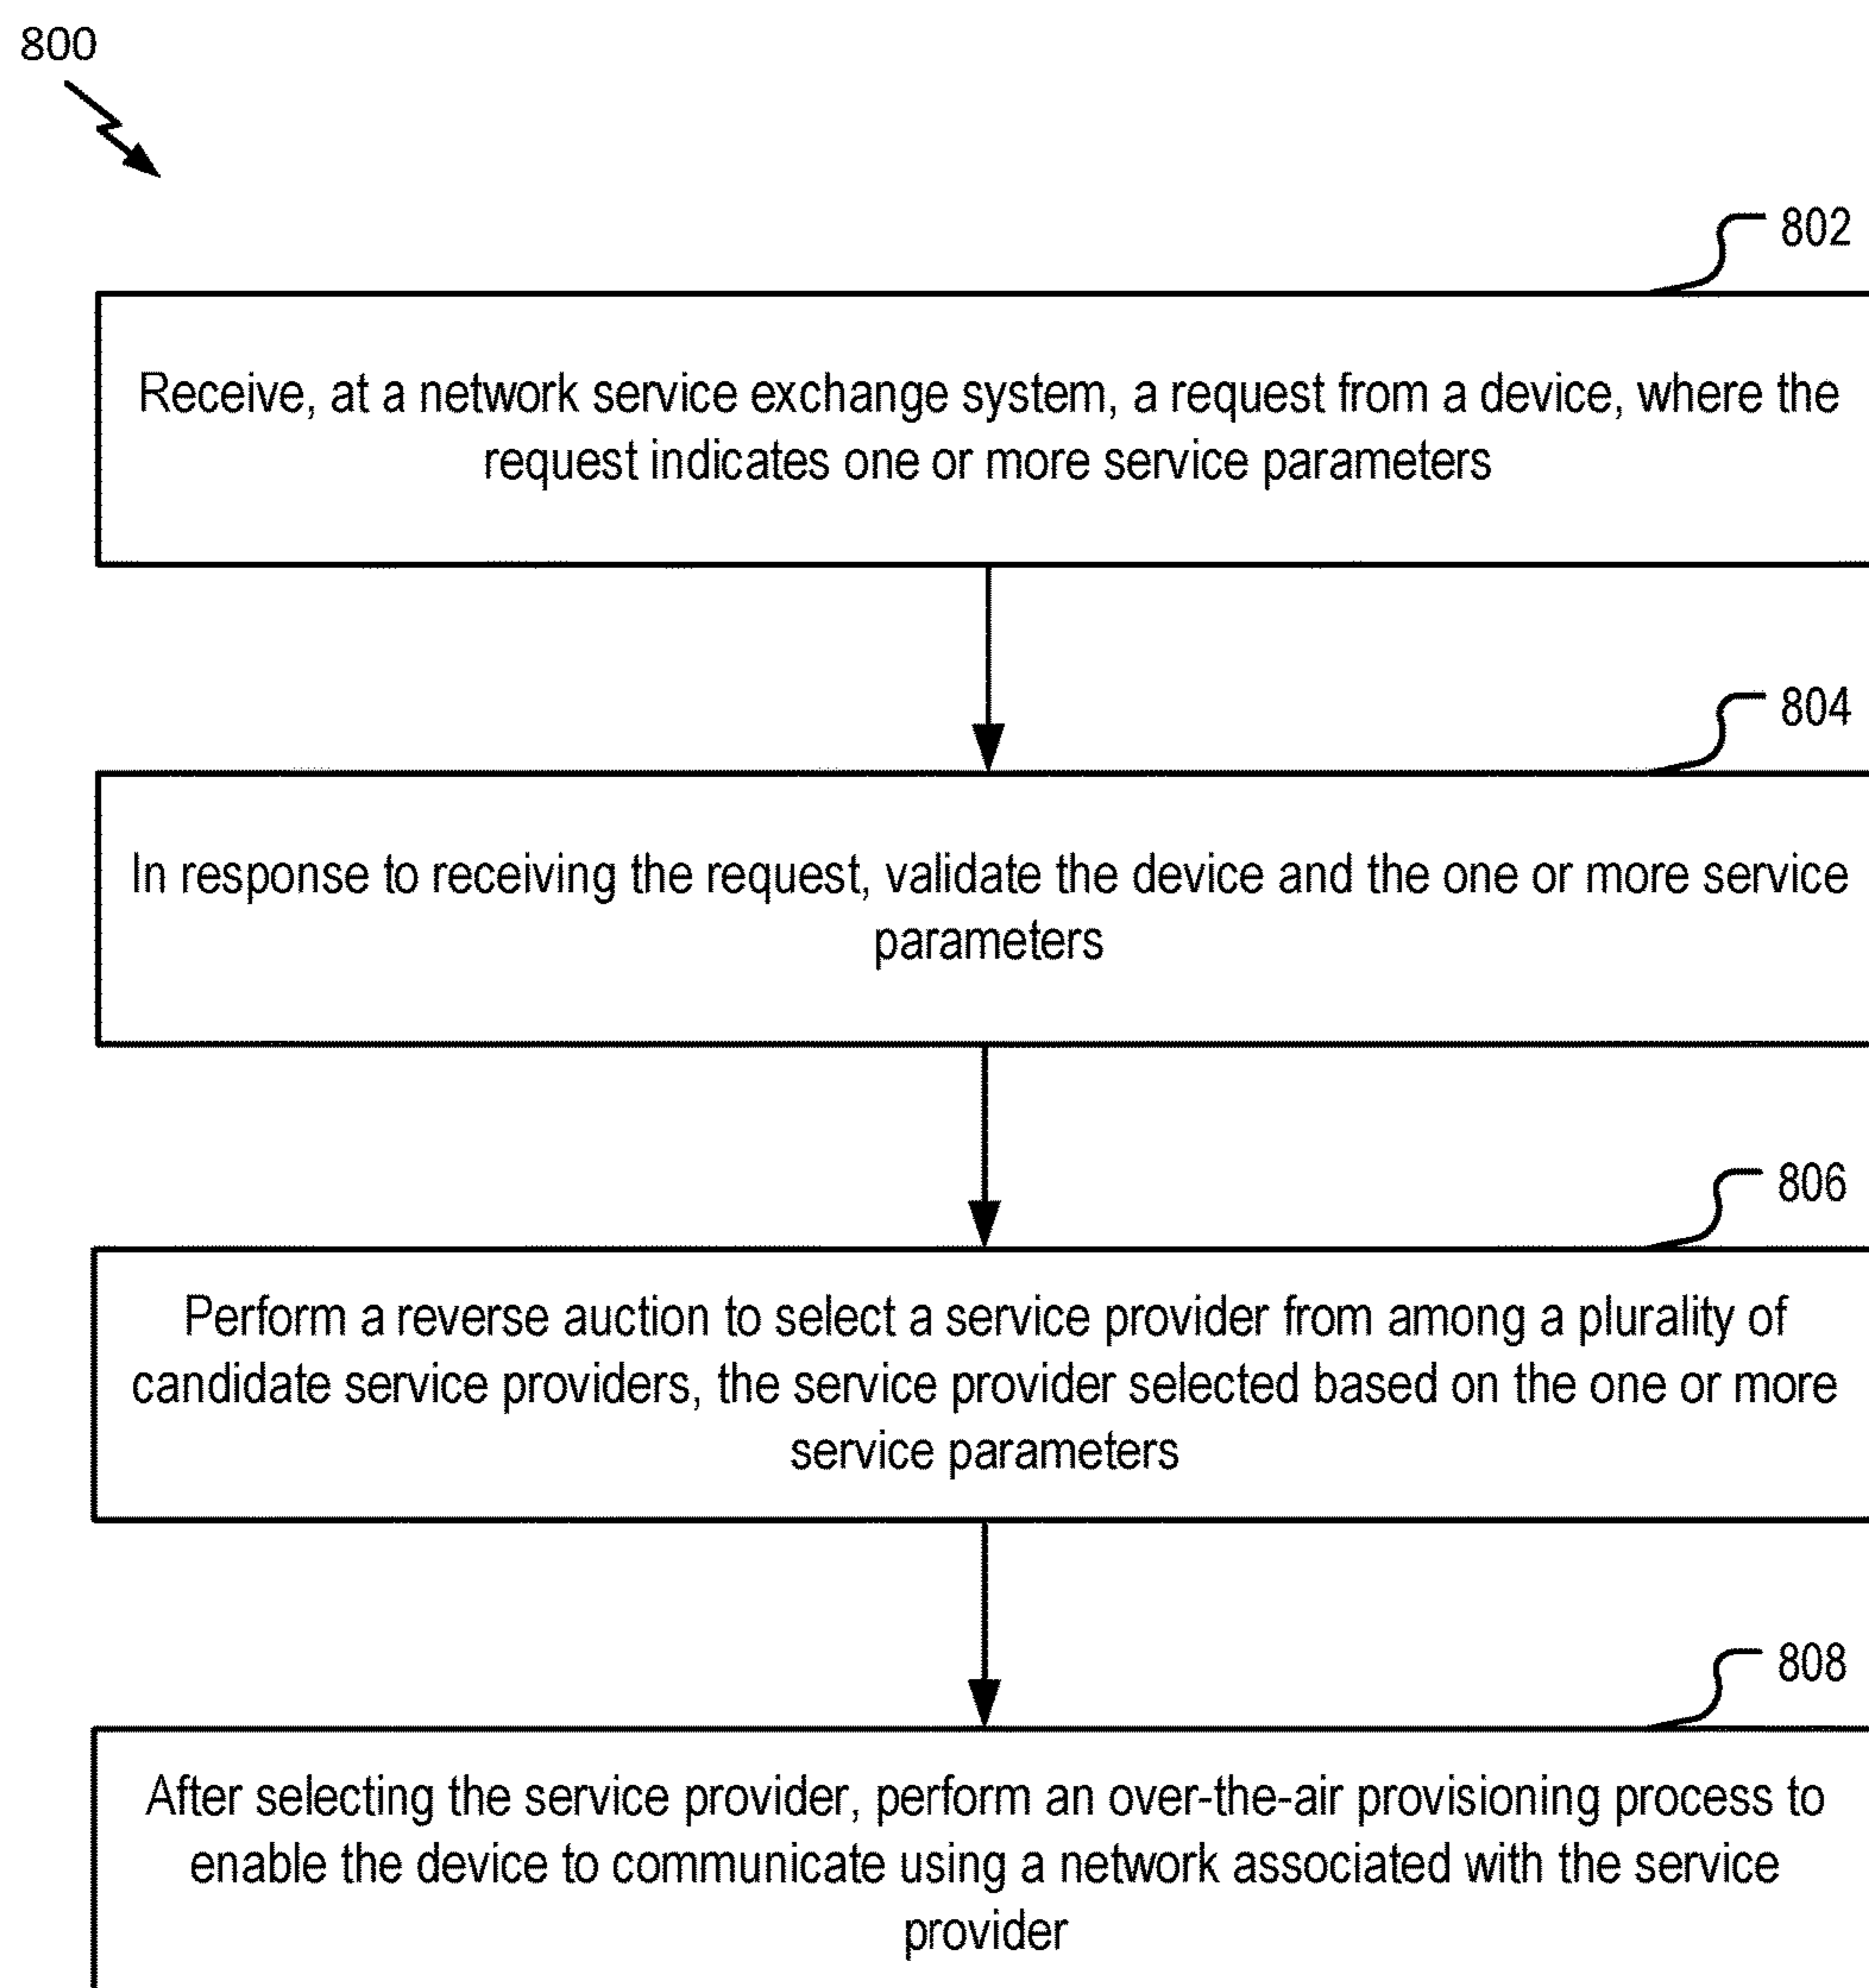 800
802
Receive, at a network service exchange system, a request from a device, where the
request indicates one or more service parameters
804
In response to receiving the request, validate the device and the one or more service
parameters
806
Perform a reverse auction to select a service provider from among a plurality of
candidate service providers, the service provider selected based on the one or more
service parameters
808
After selecting the service provider, perform an over-the-air provisioning process to
enable the device to communicate using a network associated with the service
provider